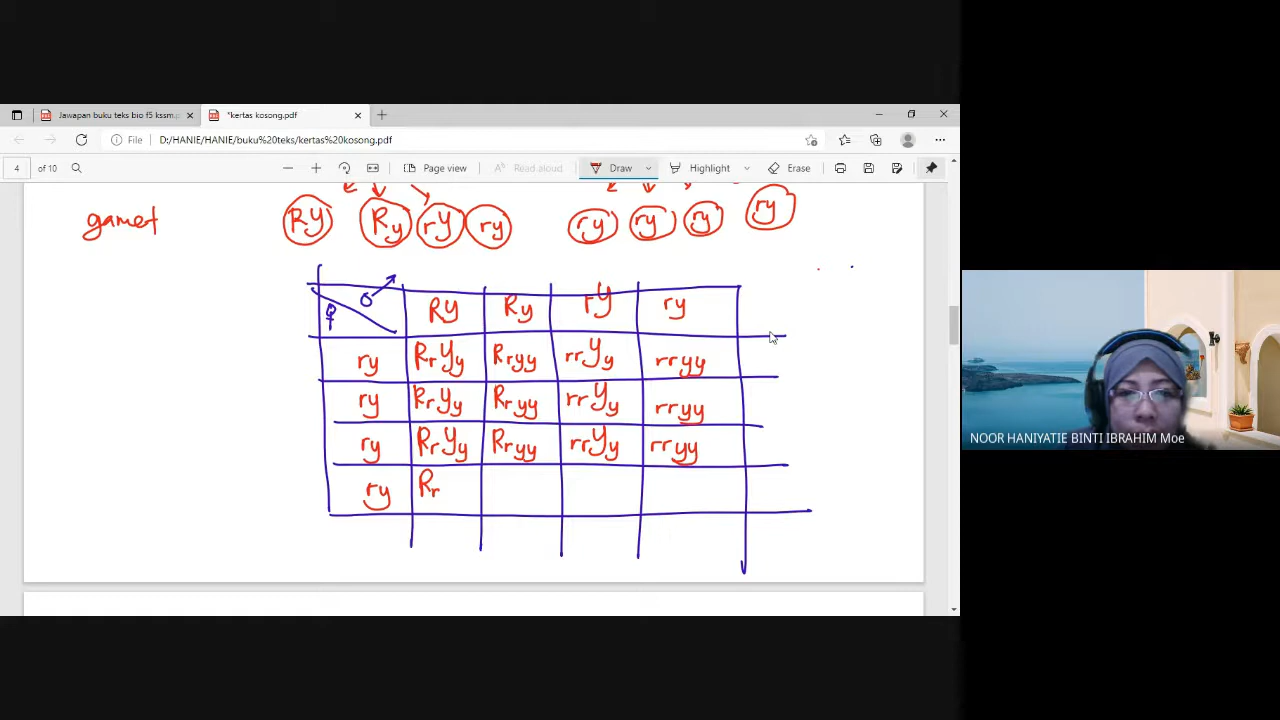 Jawapan buku teks bio f5 kssm. *kertas kosong.pdf
File D:/HANIE/HANIE/buku%20teks/kertas%20kosong.pdf
4 of 10 Page view Read aloud Draw Highlight Erase
gamet RY Ry rY ry ry ry ry ry
RY Ry rY ry
ry RrYy Rryy rrYy rryy
ry RrYy Rryy rrYy rryy
ry RrYy Rryy rrYy rryy
ry Rr
NOOR HANIYATIE BINTI IBRAHIM Moe